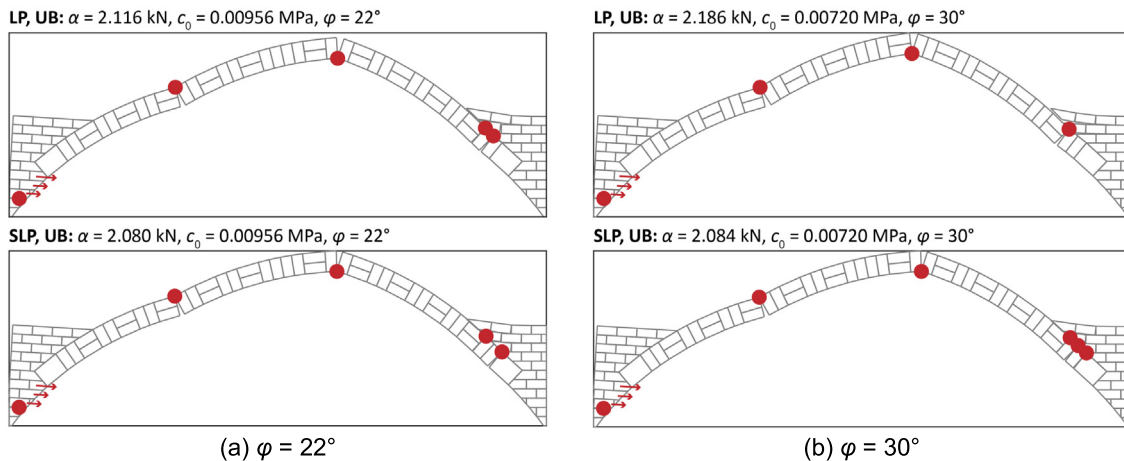 LP, UB: α = 2.116 kN, c₀ = 0.00956 MPa, φ = 22°
LP, UB: α = 2.186 kN, c₀ = 0.00720 MPa, φ = 30°
SLP, UB: α = 2.080 kN, c₀ = 0.00956 MPa, φ = 22°
SLP, UB: α = 2.084 kN, c₀ = 0.00720 MPa, φ = 30°
(a) φ = 22°
(b) φ = 30°